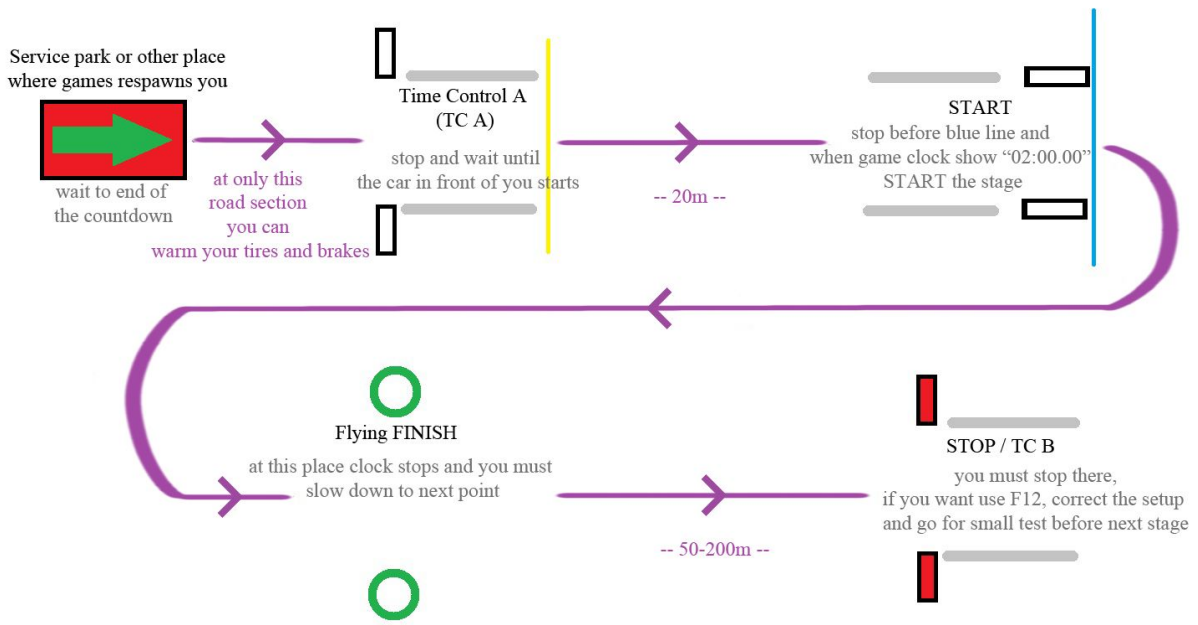 Service park or other place
where games respawns you
wait to end of
the countdown
at only this
road section
you can
warm your tires and brakes
Time Control A
(TC A)
stop and wait until
the car in front of you starts
-- 20m --
START
stop before blue line and
when game clock show “02:00.00”
START the stage
Flying FINISH
at this place clock stops and you must
slow down to next point
-- 50-200m --
STOP / TC B
you must stop there,
if you want use F12, correct the setup
and go for small test before next stage